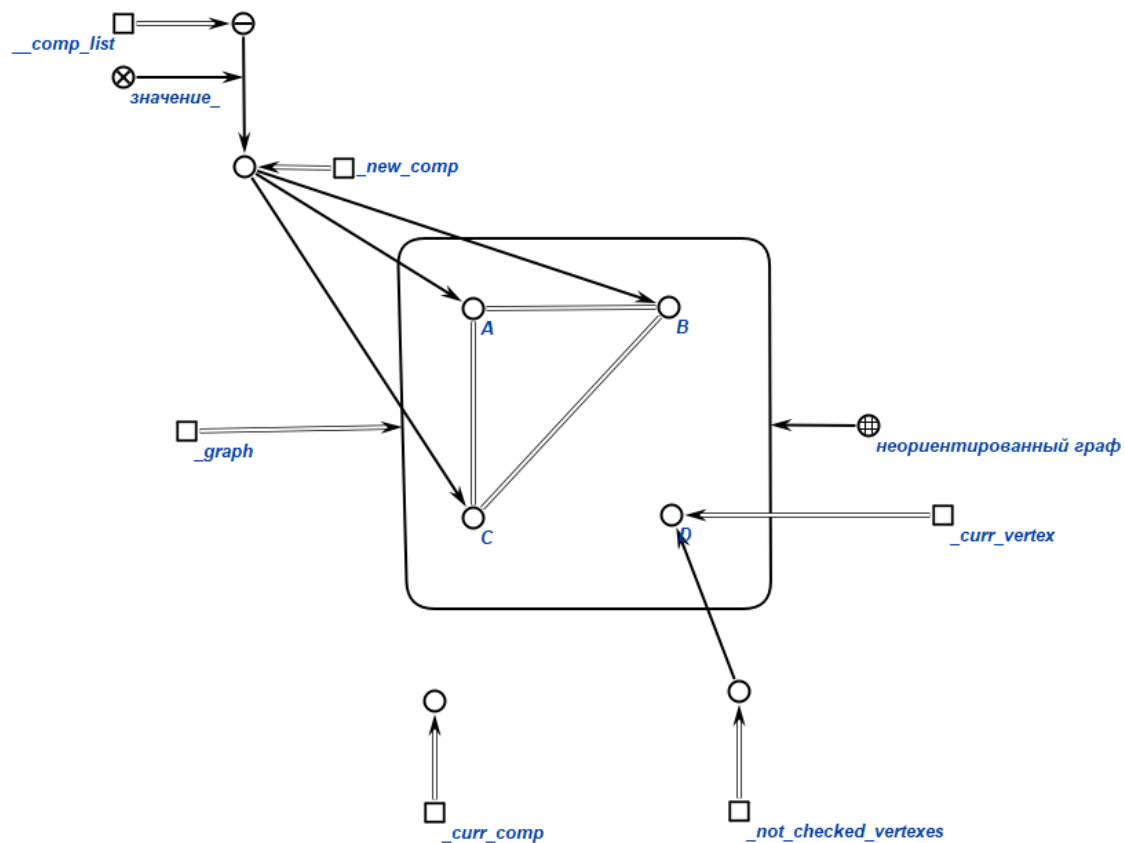 __comp_list
значение_
_new_comp
A
B
_graph
неориентированный граф
C
D
_curr_vertex
_curr_comp
_not_checked_vertexes